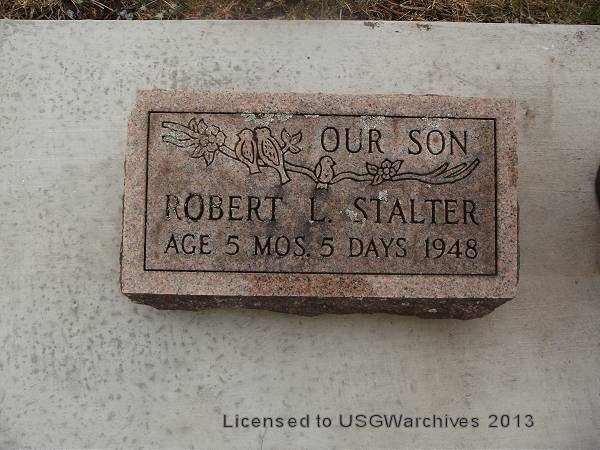 OUR SON
ROBERT L. STALTER
AGE 5 MOS. 5 DAYS 1948
Licensed to USGWarchives 2013